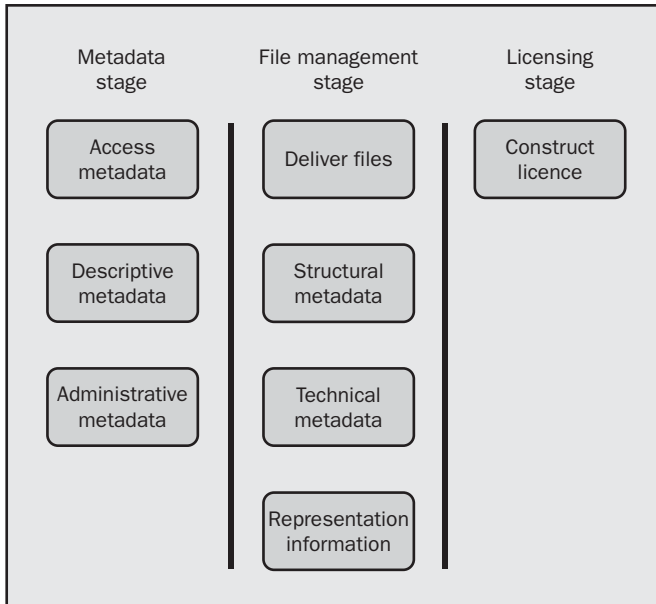 Metadata
stage
Access
metadata
Descriptive
metadata
Administrative
metadata
File management
stage
Deliver files
Structural
metadata
Technical
metadata
Representation
information
Licensing
stage
Construct
licence